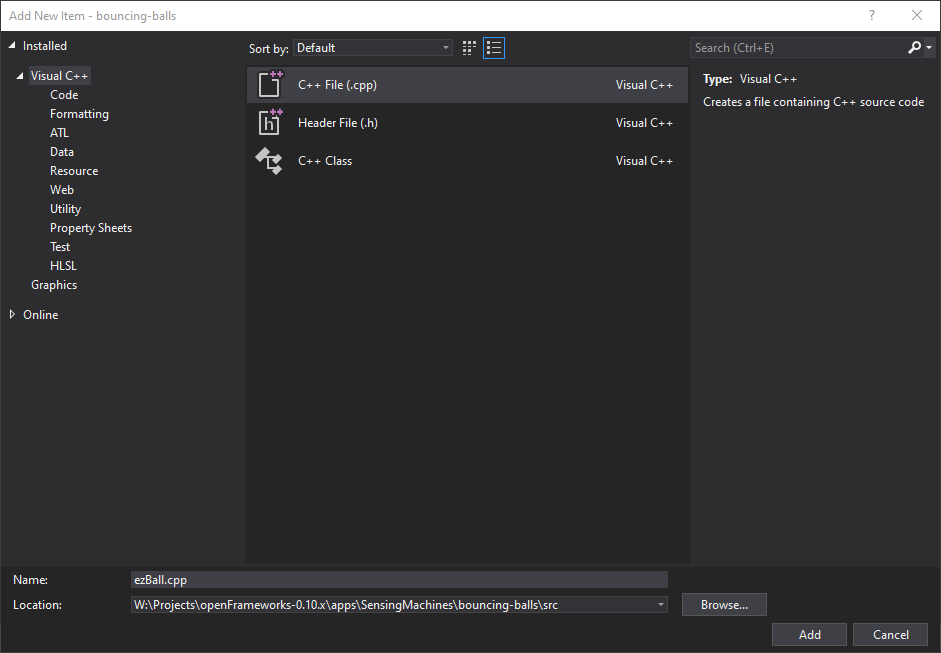 Add New Item - bouncing-balls
?
Installed
Visual C++
Code
Formatting
ATL
Data
Resource
Web
Utility
Property Sheets
Test
HLSL
Graphics
Online
Sort by: Default
C++ File (.cpp) Visual C++
Header File (.h) Visual C++
C++ Class Visual C++
Search (Ctrl+E)
Type: Visual C++
Creates a file containing C++ source code
Name: ezBall.cpp
Location: W:\Projects\openFrameworks-0.10.x\apps\SensingMachines\bouncing-balls\src
Browse...
Add Cancel